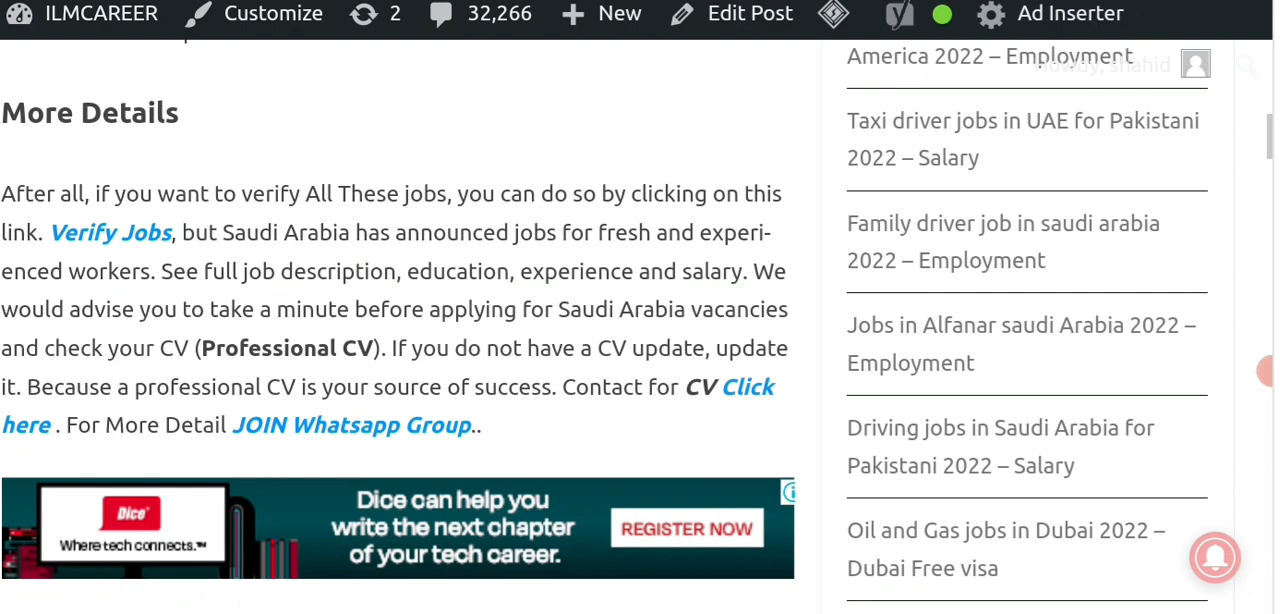 ILMCAREER Customize 2 32,266 New Edit Post Ad Inserter
Howdy, shahid
More Details
After all, if you want to verify All These jobs, you can do so by clicking on this
link. Verify Jobs, but Saudi Arabia has announced jobs for fresh and experi-
enced workers. See full job description, education, experience and salary. We
would advise you to take a minute before applying for Saudi Arabia vacancies
and check your CV (Professional CV). If you do not have a CV update, update
it. Because a professional CV is your source of success. Contact for CV Click
here . For More Detail JOIN Whatsapp Group..
Dice
Where tech connects.™
Dice can help you
write the next chapter
of your tech career.
REGISTER NOW
America 2022 – Employment
Taxi driver jobs in UAE for Pakistani
2022 – Salary
Family driver job in saudi arabia
2022 – Employment
Jobs in Alfanar saudi Arabia 2022 –
Employment
Driving jobs in Saudi Arabia for
Pakistani 2022 – Salary
Oil and Gas jobs in Dubai 2022 –
Dubai Free visa